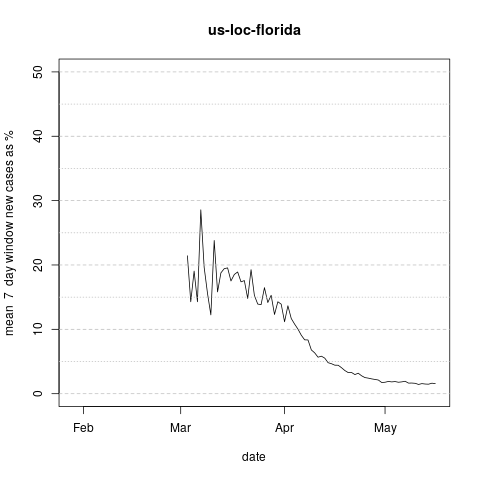 us-loc-florida
mean  7  day window new cases as %
50
40
30
20
10
0
Feb
Mar
Apr
May
date